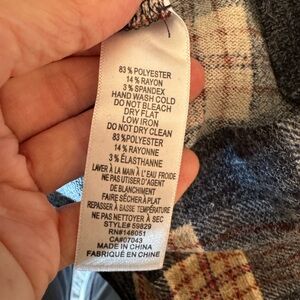 83 % POLYESTER
14 % RAYON
3 % SPANDEX
HAND WASH COLD
DO NOT BLEACH
DRY FLAT
LOW IRON
DO NOT DRY CLEAN
83 %POLYESTER
14 % RAYONNE
3 % ÉLASTHANNE
LAVER À LA MAIN À L'EAU FROIDE
NE PAS UTILISER D'AGENT
DE BLANCHIMENT
FAIRE SÉCHER À PLAT
REPASSER À BASSE TEMPÉRATURE
NE PAS NETTOYER À SEC
STYLE# 59829
RN#146051
CA#07043
MADE IN CHINA
FABRIQUÉ EN CHINE